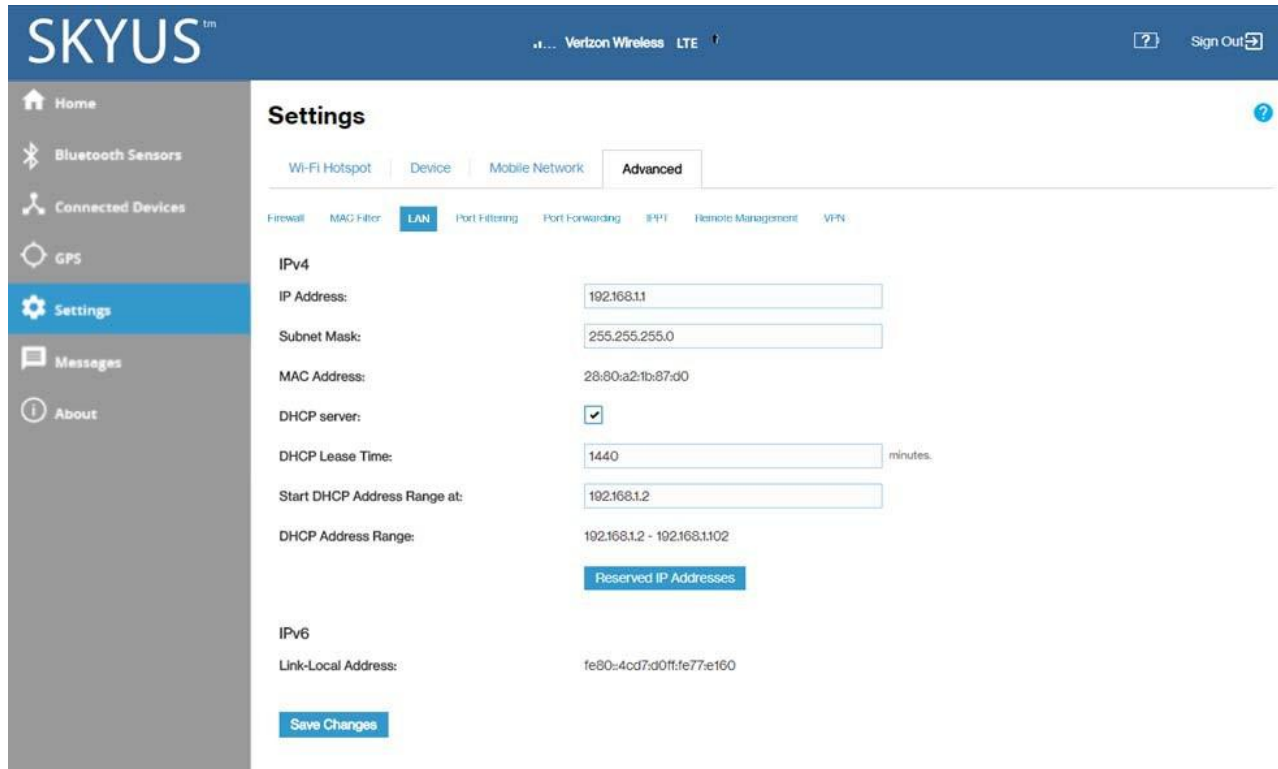 SKYUS™
Verizon Wireless LTE
?
Sign Out
Home
Bluetooth Sensors
Connected Devices
GPS
Settings
Messages
About
Settings
?
Wi-Fi Hotspot Device Mobile Network Advanced
Firewall MAC Filter LAN Port Filtering Port Forwarding IPPT Remote Management VPN
IPv4
IP Address: 192.168.1.1
Subnet Mask: 255.255.255.0
MAC Address: 28:80:a2:1b:87:d0
DHCP server:
DHCP Lease Time: 1440 minutes.
Start DHCP Address Range at: 192.168.1.2
DHCP Address Range: 192.168.1.2 - 192.168.1.102
Reserved IP Addresses
IPv6
Link-Local Address: fe80::4cd7:d0ff:fe77:e160
Save Changes